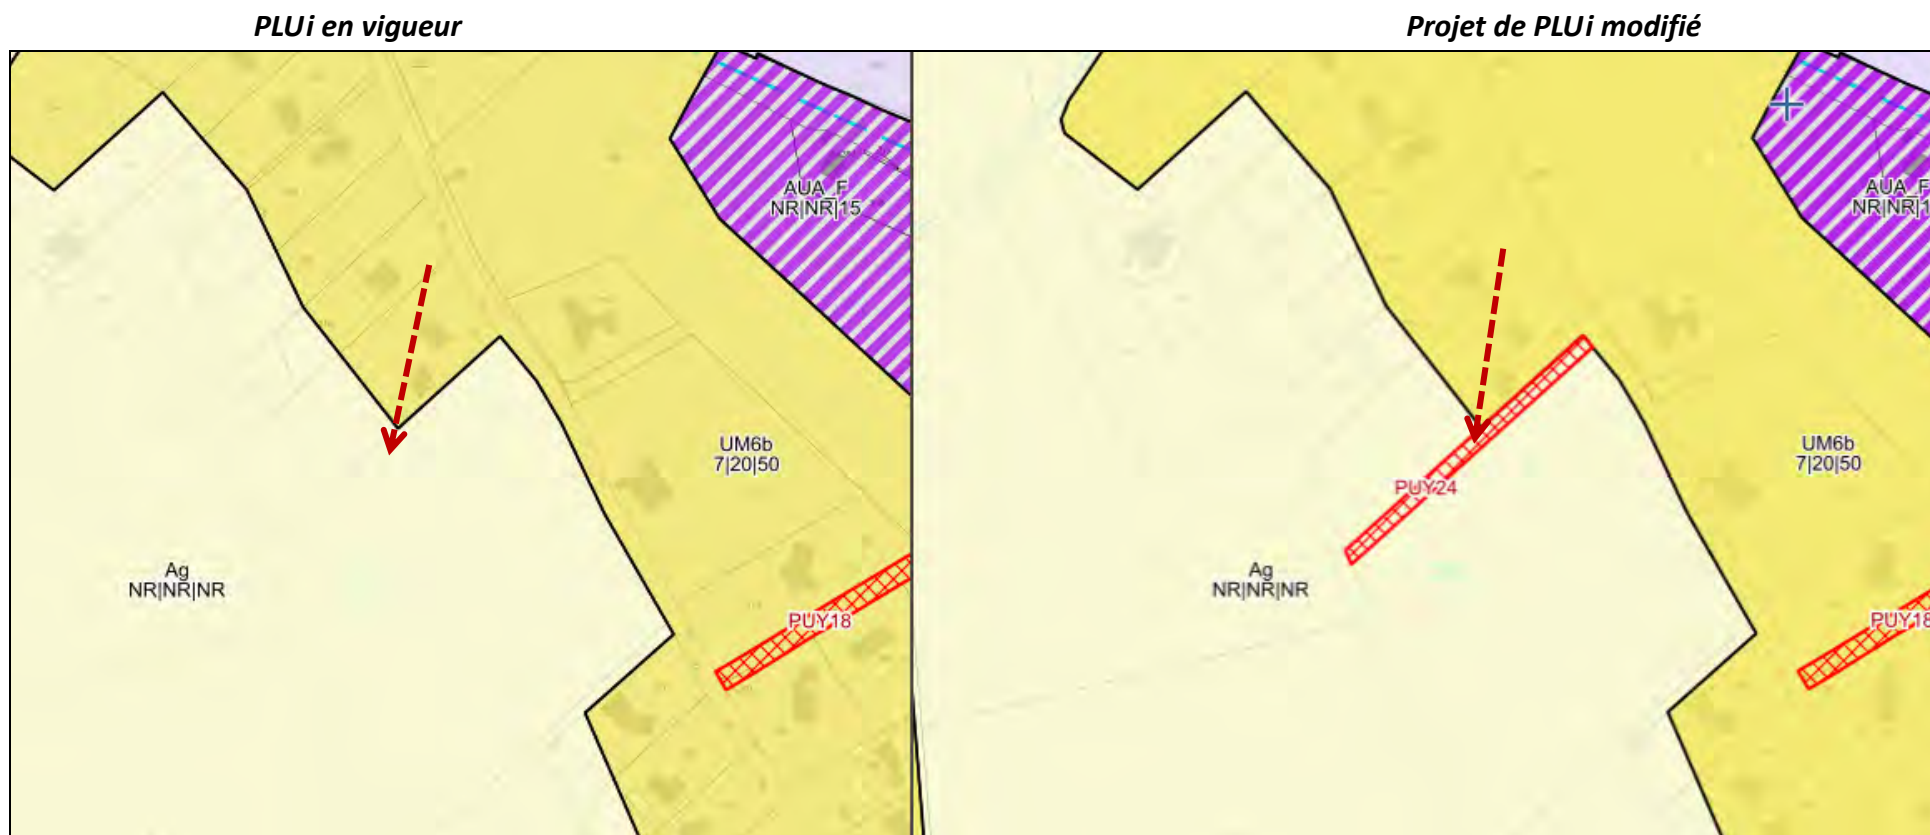 PLUi en vigueur
Projet de PLUi modifié
AUA_F
NR|NR|15
UM6b
7|20|50
Ag
NR|NR|NR
PUY18
AUA_F
NR|NR|1
PUY24
UM6b
7|20|50
Ag
NR|NR|NR
PUY18